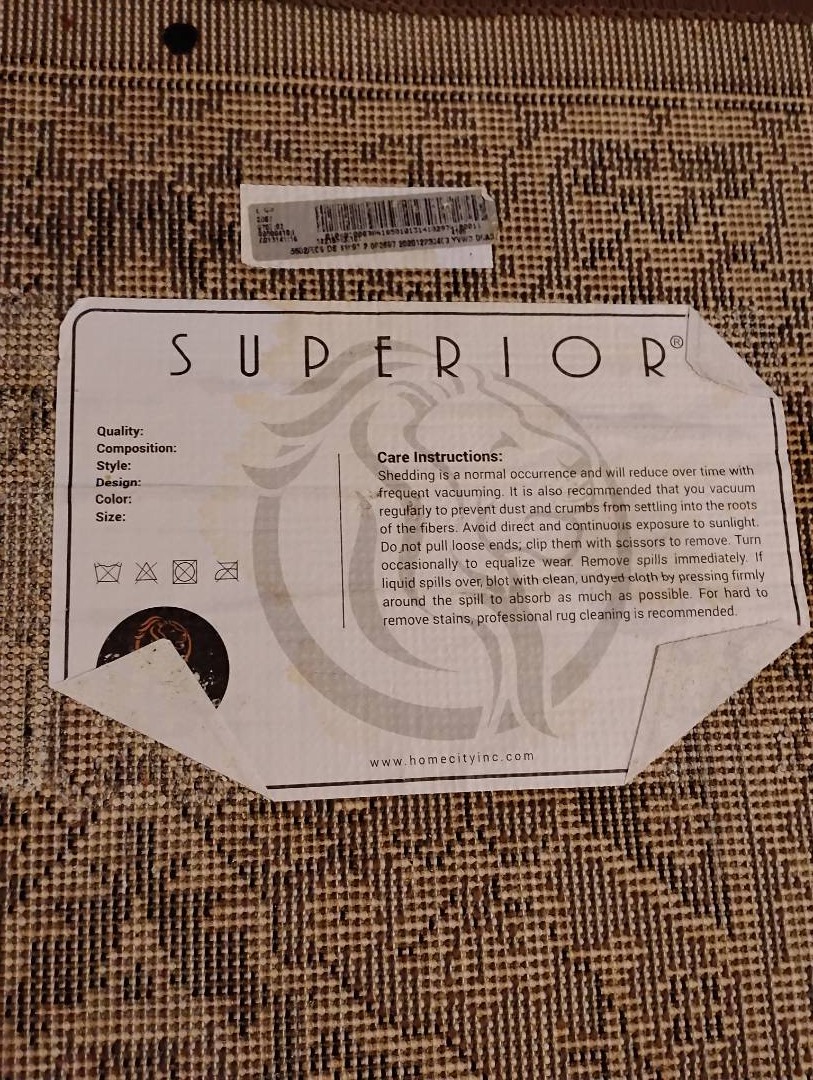 SUPERIOR®
Quality:
Composition:
Style:
Design:
Color:
Size:
Care Instructions:
Shedding is a normal occurrence and will reduce over time with
frequent vacuuming. It is also recommended that you vacuum
regularly to prevent dust and crumbs from settling into the roots
of the fibers. Avoid direct and continuous exposure to sunlight.
Do not pull loose ends; clip them with scissors to remove. Turn
occasionally to equalize wear. Remove spills immediately. If
liquid spills over, blot with clean, undyed cloth by pressing firmly
around the spill to absorb as much as possible. For hard to
remove stains, professional rug cleaning is recommended.
www.homecityinc.com